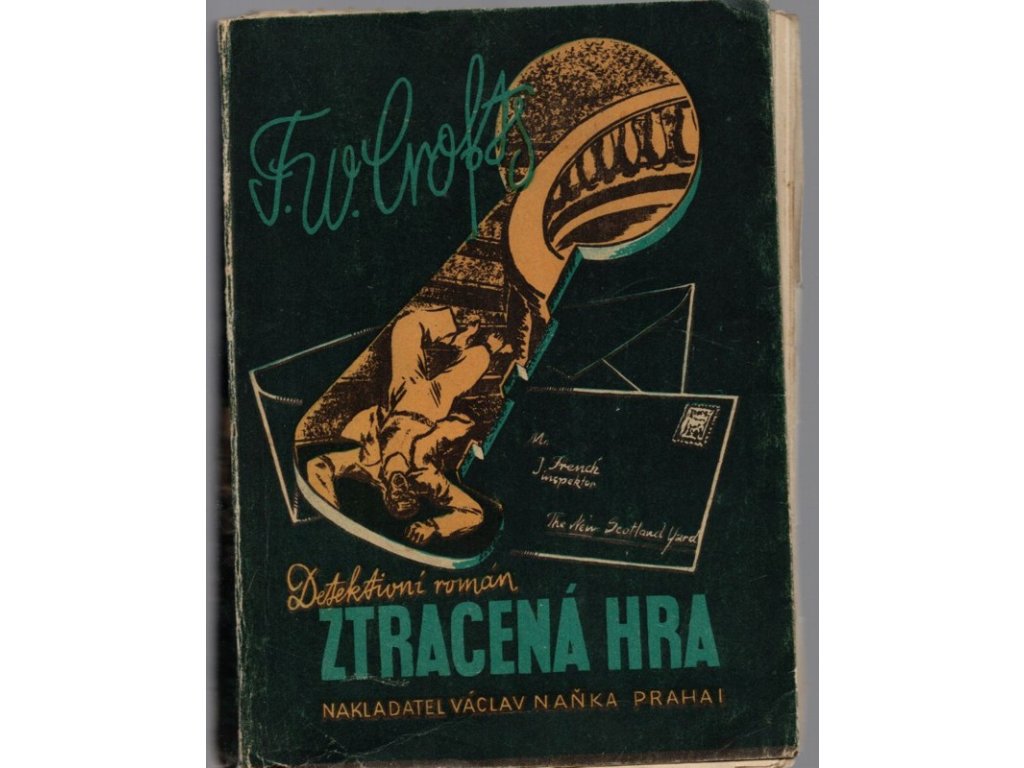 F.W. Crofts
Mr.
J. French
inspektor
The New Scotland Yard
Detektivní román
ZTRACENÁ HRA
NAKLADATEL VÁCLAV NAŇKA PRAHA I